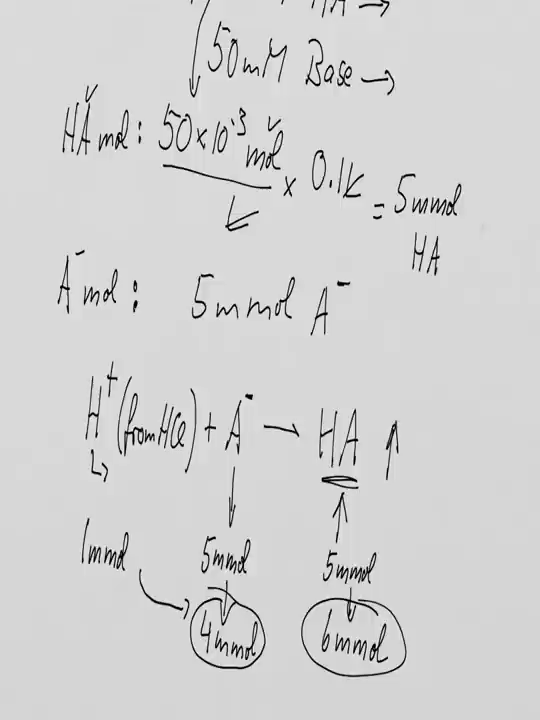 HA →
50mM Base →
HA mol: 50×10⁻³ mol / L × 0.1L = 5mmol HA
A⁻ mol: 5mmol A⁻
H⁺ (from HCl) + A⁻ → HA ↑
1mmol 5mmol 5mmol
4mmol 6mmol